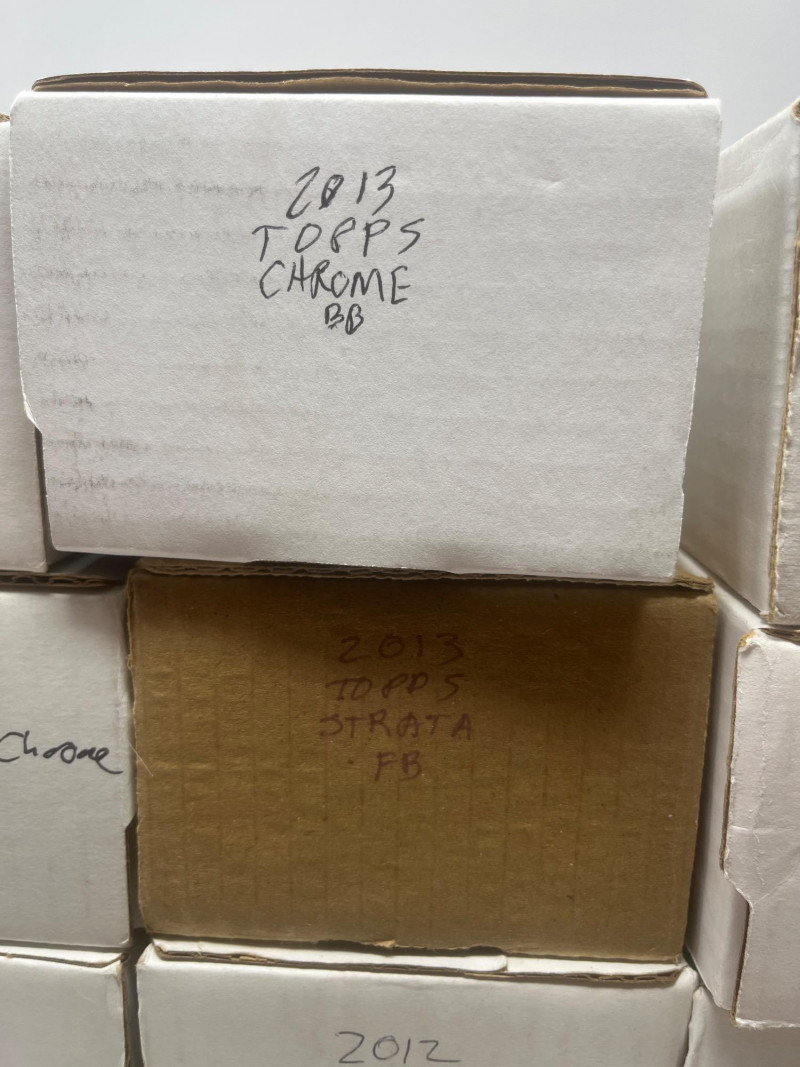 2013
TOPPS
CHROME
BB
2013
TOPPS
STRATA
FB
Chrome
2012